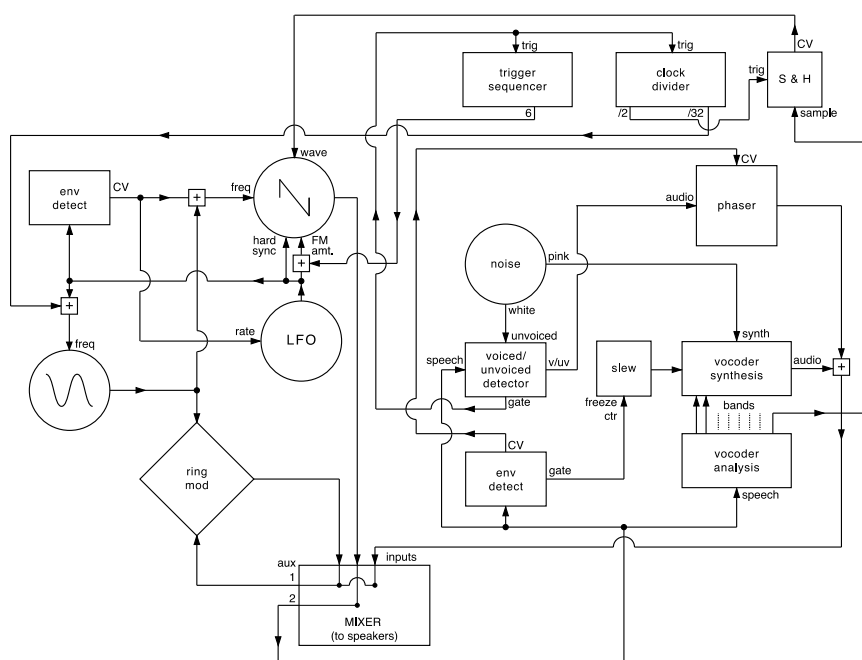 CV
trig
trig
trig
trigger
sequencer
clock
divider
S & H
6
/2
/32
sample
wave
CV
env
detect
CV
freq
audio
phaser
hard
sync
FM
amt.
noise
pink
white
freq
rate
LFO
unvoiced
synth
speech
voiced/
unvoiced
detector
v/uv
slew
vocoder
synthesis
audio
gate
freeze
ctr
bands
CV
ring
mod
env
detect
gate
vocoder
analysis
speech
aux
inputs
1
2
MIXER
(to speakers)